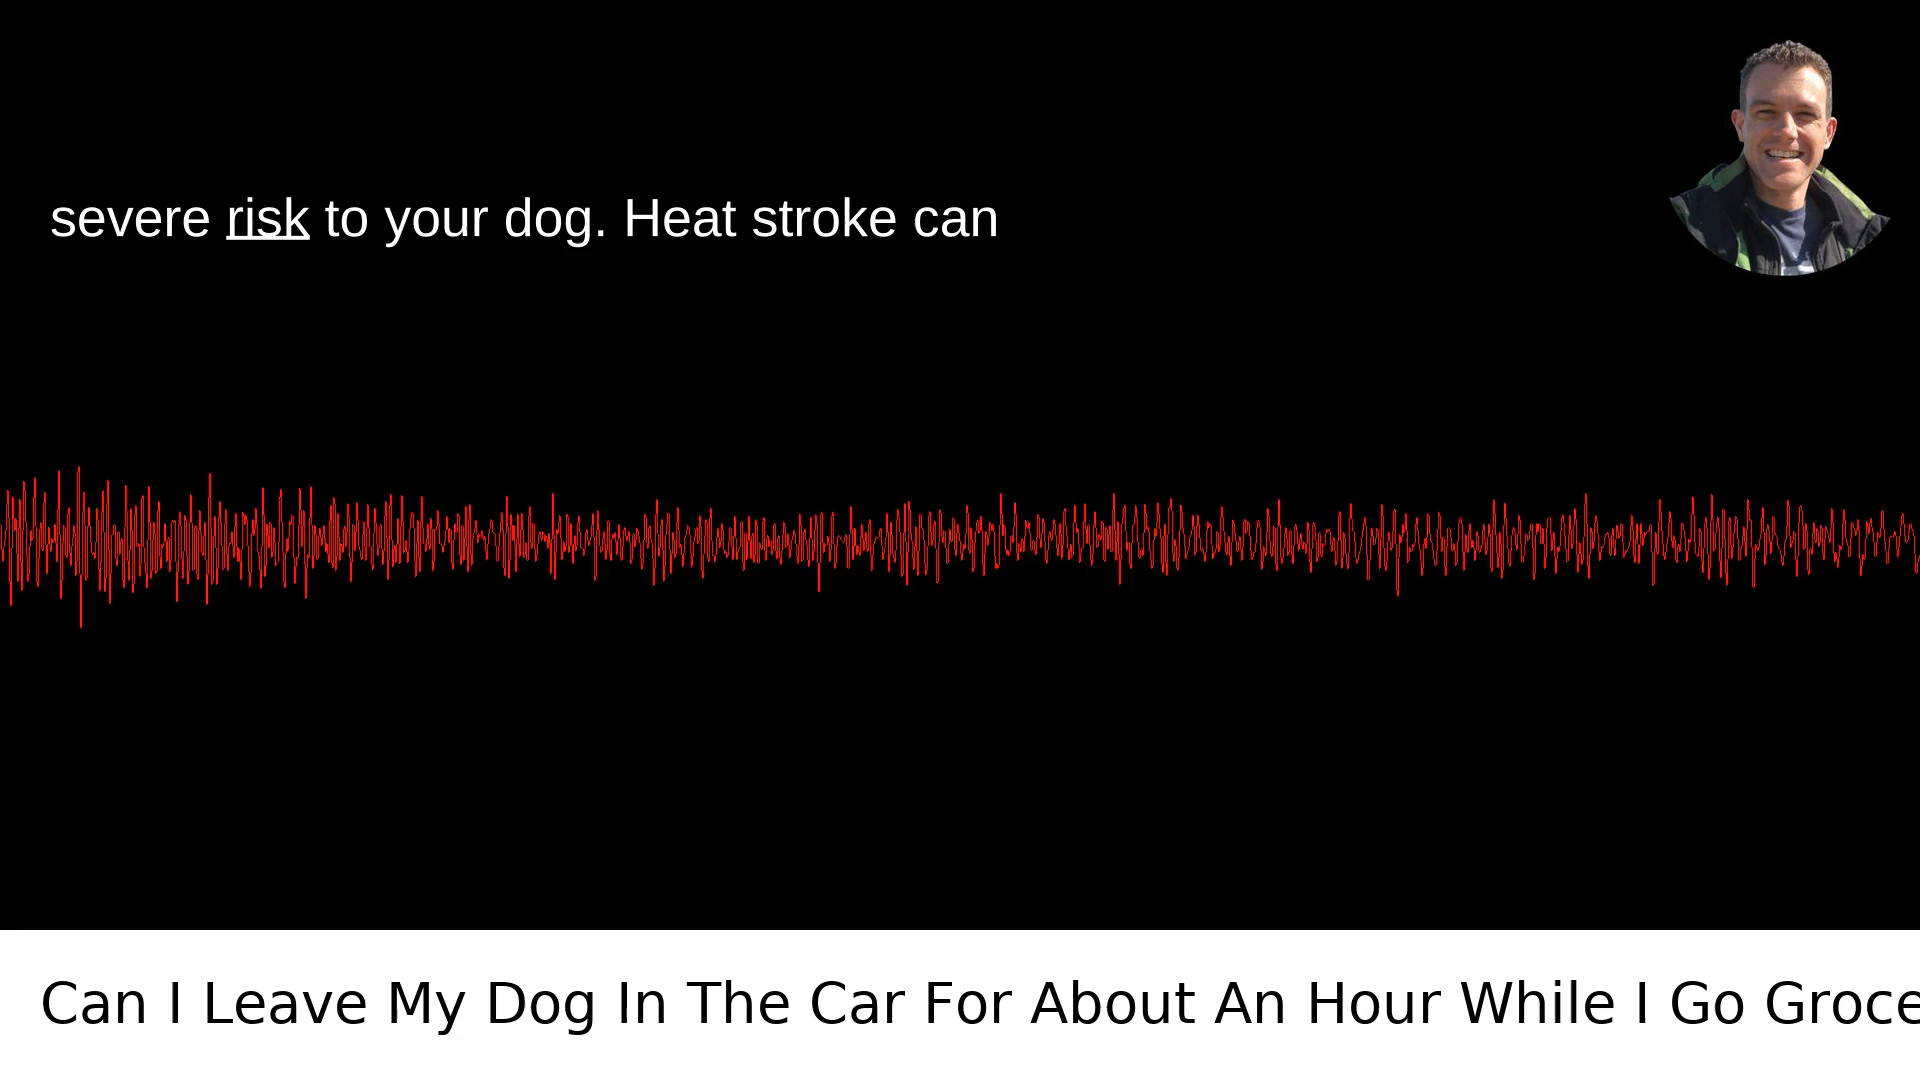 severe risk to your dog. Heat stroke can
Can I Leave My Dog In The Car For About An Hour While I Go Groce